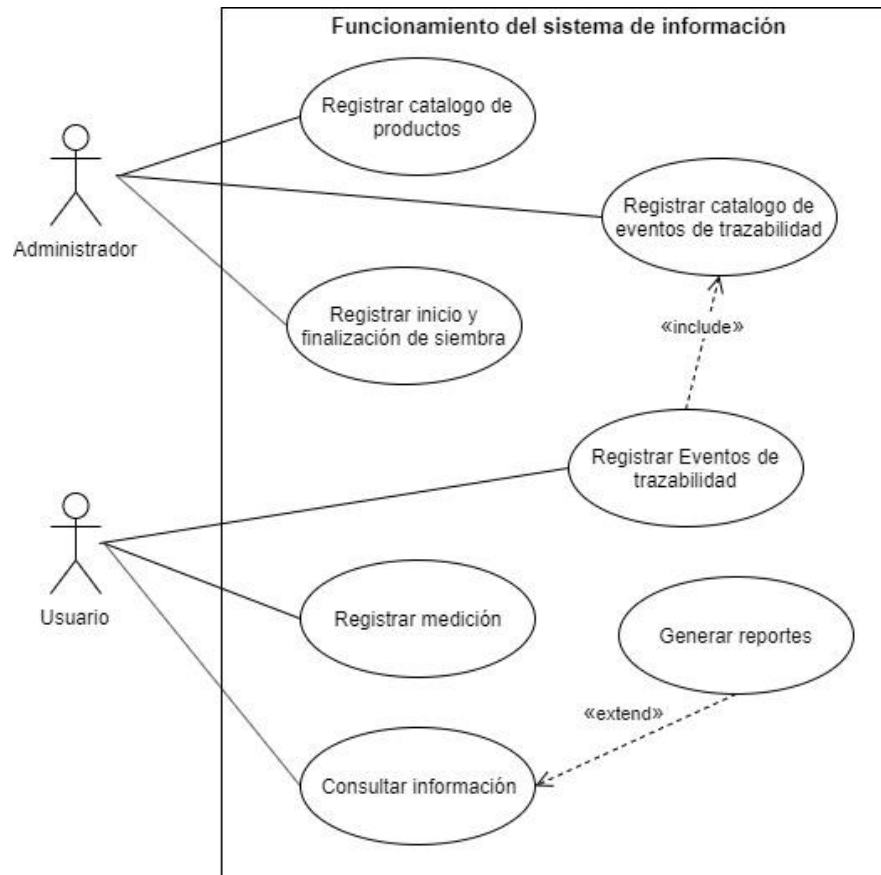 Funcionamiento del sistema de información
Registrar catalogo de
productos
Registrar catalogo de
eventos de trazabilidad
Administrador
Registrar inicio y
finalización de siembra
«include»
Registrar Eventos de
trazabilidad
Usuario
Registrar medición
Generar reportes
«extend»
Consultar información